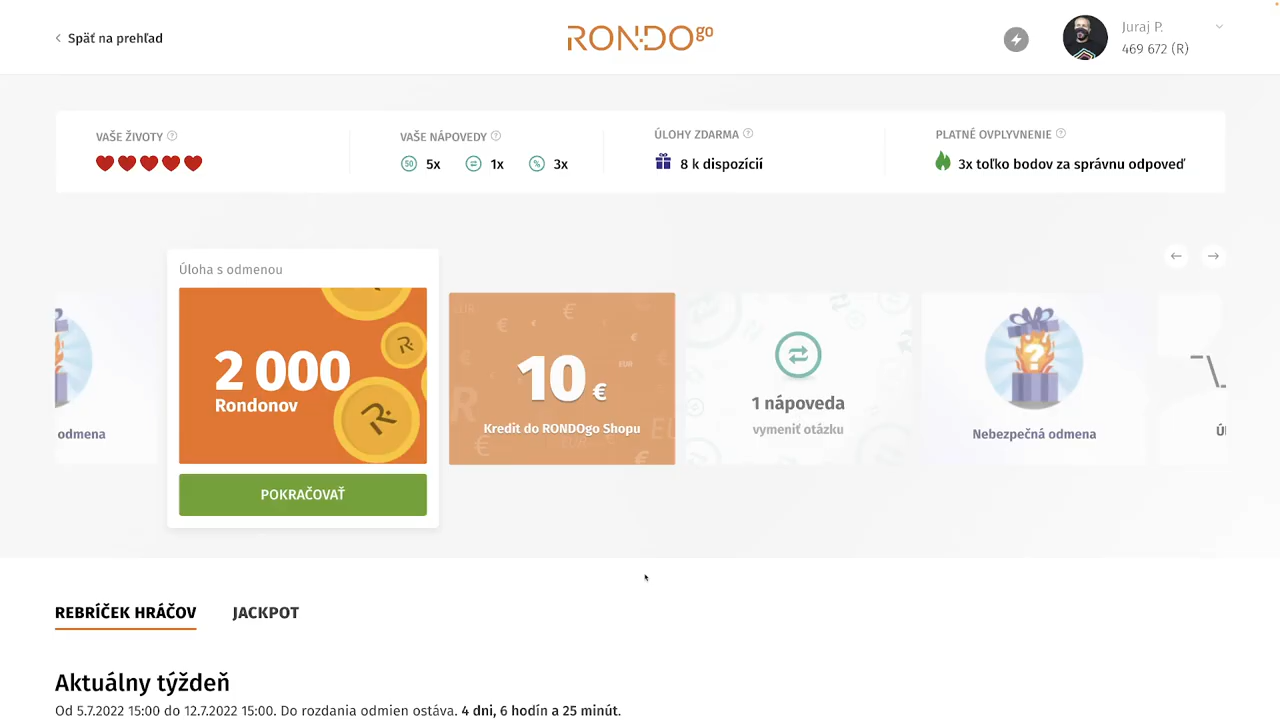 Späť na prehľad
RONDOgo
Juraj P.
469 672 (R)
VAŠE ŽIVOTY
VAŠE NÁPOVEDY
50 5x
1x
% 3x
ÚLOHY ZDARMA
8 k dispozícií
PLATNÉ OVPLYVNENIE
3x toľko bodov za správnu odpoveď
Úloha s odmenou
2 000
Rondonov
POKRAČOVAŤ
odmena
10 €
Kredit do RONDOgo Shopu
1 nápoveda
vymeniť otázku
Nebezpečná odmena
REBRÍČEK HRÁČOV
JACKPOT
Aktuálny týždeň
Od 5.7.2022 15:00 do 12.7.2022 15:00. Do rozdania odmien ostáva. 4 dni, 6 hodín a 25 minút.